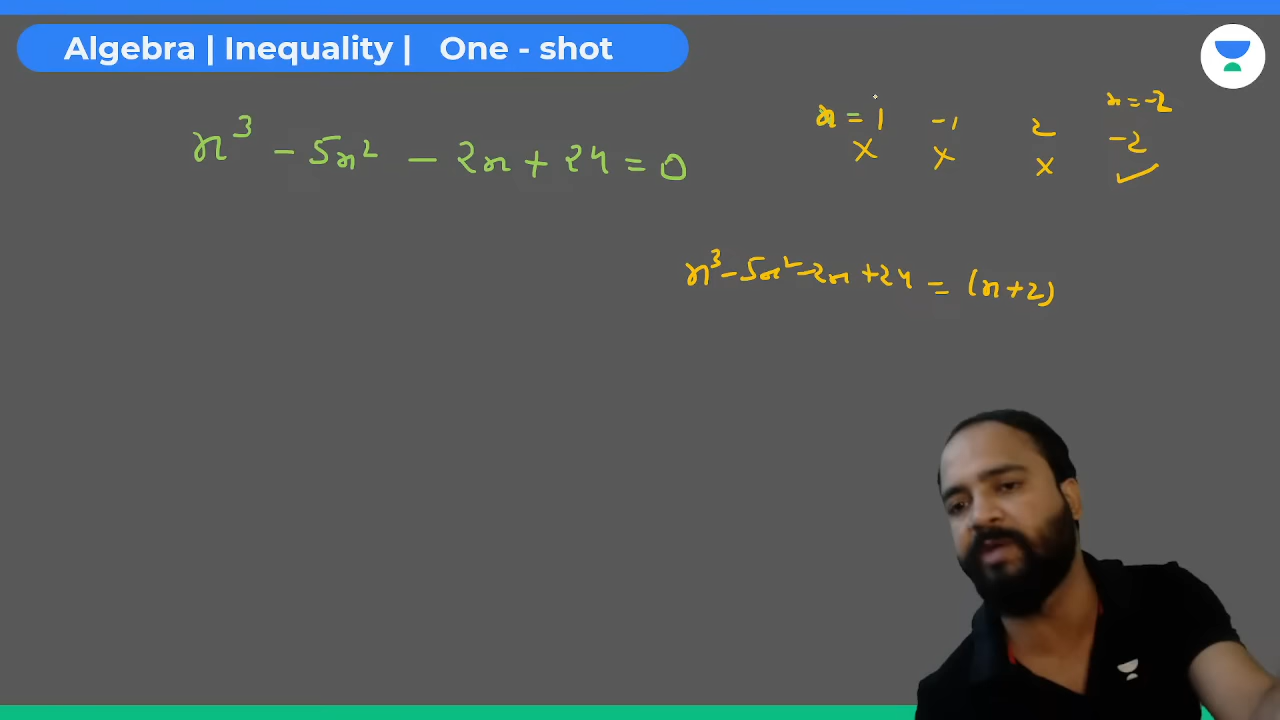 Algebra | Inequality | One - shot
x = -2
x = 1 -1 2 -2
x³ - 5x² - 2x + 24 = 0
x x x ✓
x³ - 5x² - 2x + 24 = (x + 2)